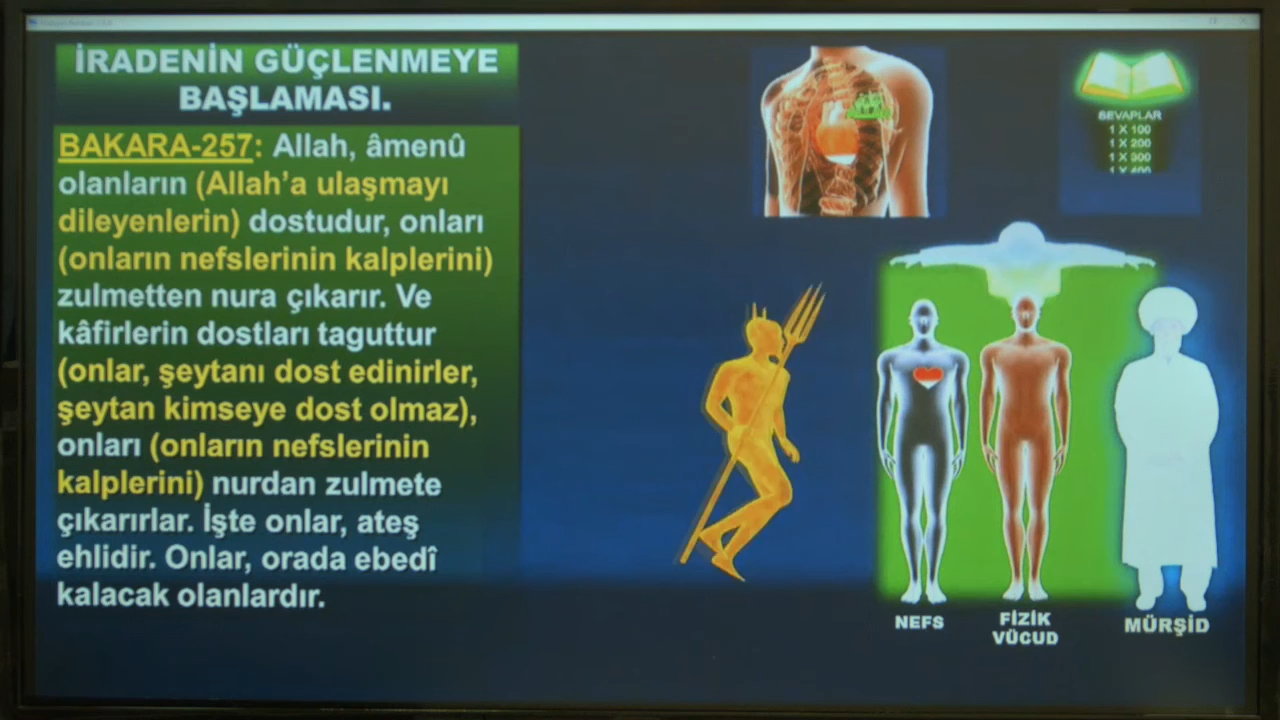 İRADENİN GÜÇLENMEYE
BAŞLAMASI.
BAKARA-257: Allah, âmenû
olanların (Allah'a ulaşmayı
dileyenlerin) dostudur, onları
(onların nefslerinin kalplerini)
zulmetten nura çıkarır. Ve
kâfirlerin dostları taguttur
(onlar, şeytanı dost edinirler,
şeytan kimseye dost olmaz),
onları (onların nefslerinin
kalplerini) nurdan zulmete
çıkarırlar. İşte onlar, ateş
ehlidir. Onlar, orada ebedî
kalacak olanlardır.
SEVAPLAR
1 X 100
1 X 200
1 X 300
1 X 400
NEFS
FİZİK
VÜCUD
MÜRŞİD